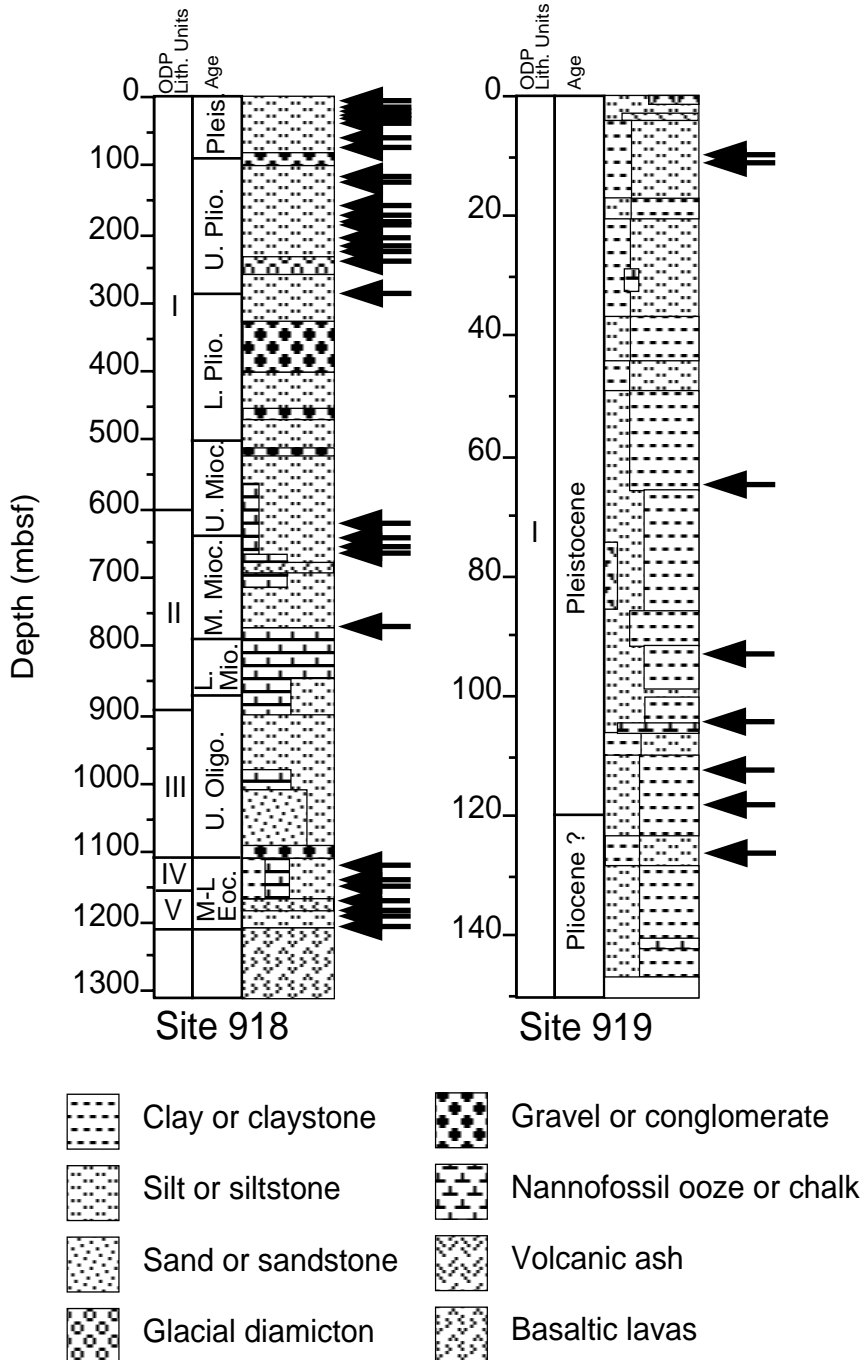 ODP
Lith. Units
Age
0
100
200
300
400
500
600
700
800
900
1000
1100
1200
1300
Depth (mbsf)
I
II
III
IV
V
Pleis.
U. Plio.
L. Plio.
U. Mioc.
M. Mioc.
L.
Mio.
U. Oligo.
M-L
Eoc.
Site 918
ODP
Lith. Units
Age
0
20
40
60
80
100
120
140
I
Pleistocene
Pliocene ?
Site 919
Clay or claystone
Silt or siltstone
Sand or sandstone
Glacial diamicton
Gravel or conglomerate
Nannofossil ooze or chalk
Volcanic ash
Basaltic lavas